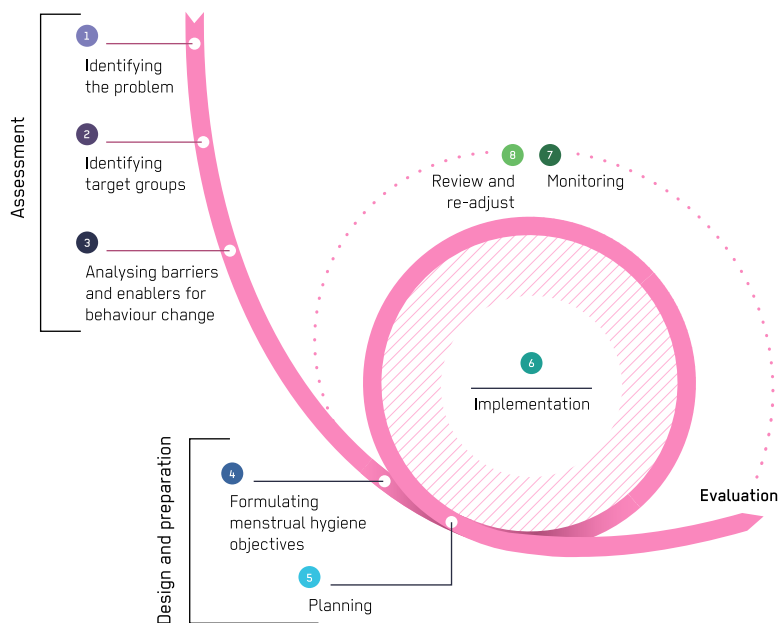 Assessment
1
Identifying
the problem
2
Identifying
target groups
3
Analysing barriers
and enablers for
behaviour change
8
Review and
re-adjust
7
Monitoring
6
Implementation
Design and preparation
4
Formulating
menstrual hygiene
objectives
5
Planning
Evaluation